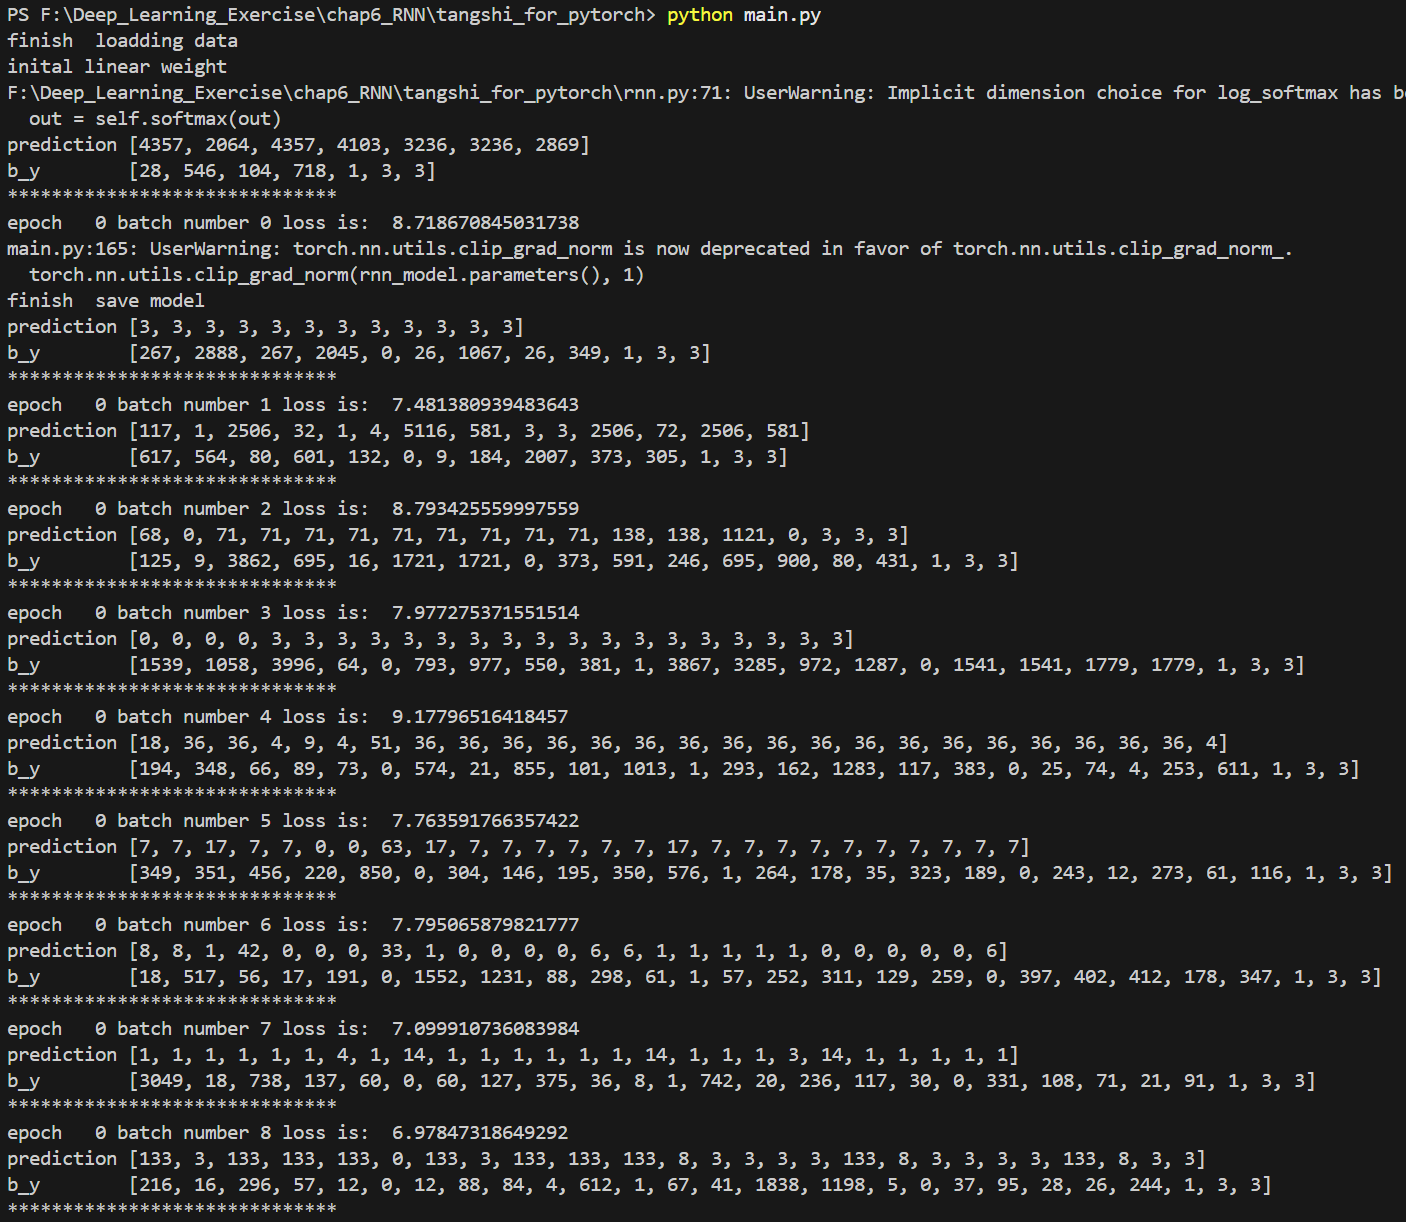 PS F:\Deep_Learning_Exercise\chap6_RNN\tangshi_for_pytorch> python main.py
finish  loadding data
inital linear weight
F:\Deep_Learning_Exercise\chap6_RNN\tangshi_for_pytorch\rnn.py:71: UserWarning: Implicit dimension choice for log_softmax has be
  out = self.softmax(out)
prediction [4357, 2064, 4357, 4103, 3236, 3236, 2869]
b_y        [28, 546, 104, 718, 1, 3, 3]
******************************
epoch   0 batch number 0 loss is:  8.718670845031738
main.py:165: UserWarning: torch.nn.utils.clip_grad_norm is now deprecated in favor of torch.nn.utils.clip_grad_norm_.
  torch.nn.utils.clip_grad_norm(rnn_model.parameters(), 1)
finish  save model
prediction [3, 3, 3, 3, 3, 3, 3, 3, 3, 3, 3, 3]
b_y        [267, 2888, 267, 2045, 0, 26, 1067, 26, 349, 1, 3, 3]
******************************
epoch   0 batch number 1 loss is:  7.481380939483643
prediction [117, 1, 2506, 32, 1, 4, 5116, 581, 3, 3, 2506, 72, 2506, 581]
b_y        [617, 564, 80, 601, 132, 0, 9, 184, 2007, 373, 305, 1, 3, 3]
******************************
epoch   0 batch number 2 loss is:  8.793425559997559
prediction [68, 0, 71, 71, 71, 71, 71, 71, 71, 71, 71, 138, 138, 1121, 0, 3, 3, 3]
b_y        [125, 9, 3862, 695, 16, 1721, 1721, 0, 373, 591, 246, 695, 900, 80, 431, 1, 3, 3]
******************************
epoch   0 batch number 3 loss is:  7.977275371551514
prediction [0, 0, 0, 0, 3, 3, 3, 3, 3, 3, 3, 3, 3, 3, 3, 3, 3, 3, 3, 3, 3, 3]
b_y        [1539, 1058, 3996, 64, 0, 793, 977, 550, 381, 1, 3867, 3285, 972, 1287, 0, 1541, 1541, 1779, 1779, 1, 3, 3]
******************************
epoch   0 batch number 4 loss is:  9.17796516418457
prediction [18, 36, 36, 4, 9, 4, 51, 36, 36, 36, 36, 36, 36, 36, 36, 36, 36, 36, 36, 36, 36, 36, 36, 36, 36, 4]
b_y        [194, 348, 66, 89, 73, 0, 574, 21, 855, 101, 1013, 1, 293, 162, 1283, 117, 383, 0, 25, 74, 4, 253, 611, 1, 3, 3]
******************************
epoch   0 batch number 5 loss is:  7.763591766357422
prediction [7, 7, 17, 7, 7, 0, 0, 63, 17, 7, 7, 7, 7, 7, 7, 17, 7, 7, 7, 7, 7, 7, 7, 7, 7, 7]
b_y        [349, 351, 456, 220, 850, 0, 304, 146, 195, 350, 576, 1, 264, 178, 35, 323, 189, 0, 243, 12, 273, 61, 116, 1, 3, 3]
******************************
epoch   0 batch number 6 loss is:  7.795065879821777
prediction [8, 8, 1, 42, 0, 0, 0, 33, 1, 0, 0, 0, 0, 6, 6, 1, 1, 1, 1, 1, 0, 0, 0, 0, 0, 6]
b_y        [18, 517, 56, 17, 191, 0, 1552, 1231, 88, 298, 61, 1, 57, 252, 311, 129, 259, 0, 397, 402, 412, 178, 347, 1, 3, 3]
******************************
epoch   0 batch number 7 loss is:  7.099910736083984
prediction [1, 1, 1, 1, 1, 1, 4, 1, 14, 1, 1, 1, 1, 1, 1, 14, 1, 1, 1, 3, 14, 1, 1, 1, 1, 1]
b_y        [3049, 18, 738, 137, 60, 0, 60, 127, 375, 36, 8, 1, 742, 20, 236, 117, 30, 0, 331, 108, 71, 21, 91, 1, 3, 3]
******************************
epoch   0 batch number 8 loss is:  6.97847318649292
prediction [133, 3, 133, 133, 133, 0, 133, 3, 133, 133, 133, 8, 3, 3, 3, 3, 133, 8, 3, 3, 3, 3, 133, 8, 3, 3]
b_y        [216, 16, 296, 57, 12, 0, 12, 88, 84, 4, 612, 1, 67, 41, 1838, 1198, 5, 0, 37, 95, 28, 26, 244, 1, 3, 3]
******************************